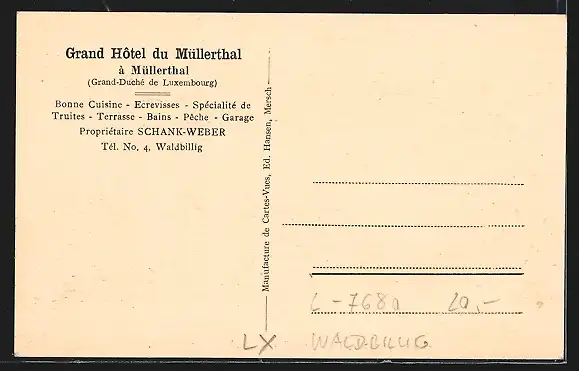 Grand Hôtel du Müllerthal
à Müllerthal
(Grand-Duché de Luxembourg)
Bonne Cuisine - Ecrevisses - Spécialité de
Truites - Terrasse - Bains - Pêche - Garage
Propriétaire SCHANK-WEBER
Tél. No. 4, Waldbillig
Manufacture de Cartes-Vues, Ed. Hansen, Mersch
L-7681 20,-
LX WALDBILLIG